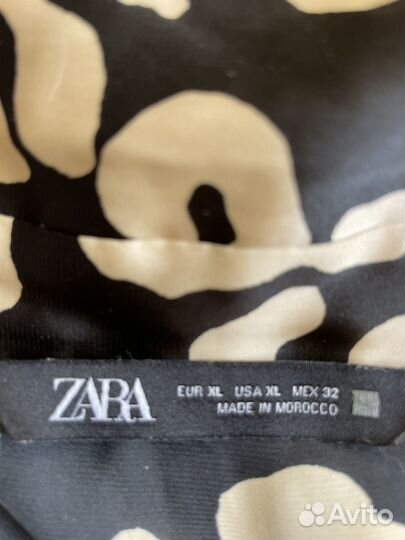 ZARA
EUR XL USA XL MEX 32
MADE IN MOROCCO
Avito